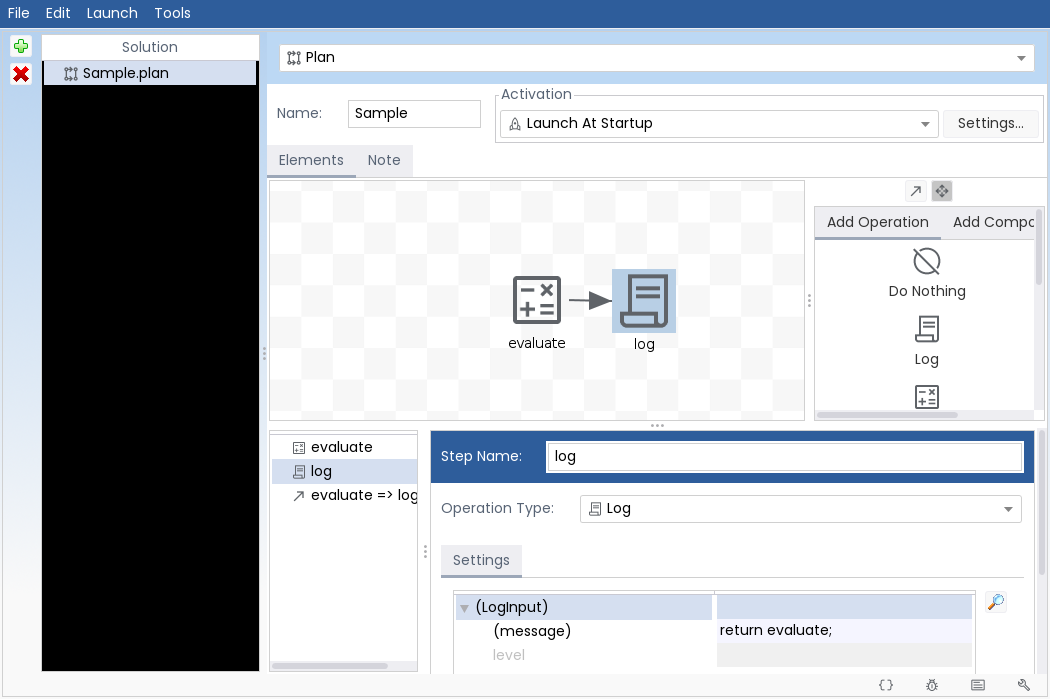 File Edit Launch Tools
Solution
Sample.plan
Plan
Name: Sample
Activation
Launch At Startup Settings...
Elements Note
evaluate
log
Add Operation Add Compo
Do Nothing
Log
evaluate
log
evaluate => log
Step Name: log
Operation Type: Log
Settings
(LogInput)
(message) return evaluate;
level